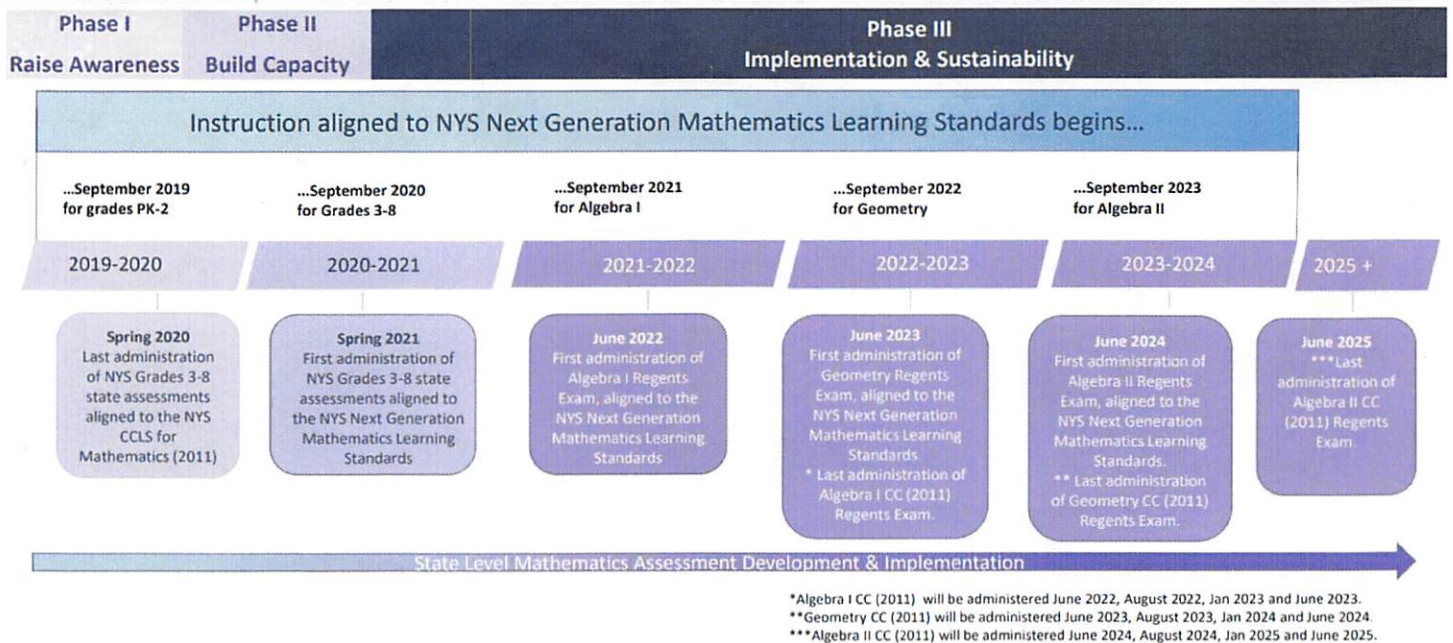 Phase I
Raise Awareness
Phase II
Build Capacity
Phase III
Implementation & Sustainability
Instruction aligned to NYS Next Generation Mathematics Learning Standards begins...
...September 2019
for grades PK-2
...September 2020
for Grades 3-8
...September 2021
for Algebra I
...September 2022
for Geometry
...September 2023
for Algebra II
2019-2020
2020-2021
2021-2022
2022-2023
2023-2024
2025 +
Spring 2020
Last administration
of NYS Grades 3-8
state assessments
aligned to the NYS
CCLS for
Mathematics (2011)
Spring 2021
First administration of
NYS Grades 3-8 state
assessments aligned to
the NYS Next Generation
Mathematics Learning
Standards
June 2022
First administration of
Algebra I Regents
Exam, aligned to the
NYS Next Generation
Mathematics Learning
Standards
June 2023
First administration of
Geometry Regents
Exam, aligned to the
NYS Next Generation
Mathematics Learning
Standards.
* Last administration of
Algebra I CC (2011)
Regents Exam.
June 2024
First administration of
Algebra II Regents
Exam, aligned to the
NYS Next Generation
Mathematics Learning
Standards.
** Last administration
of Geometry CC (2011)
Regents Exam.
June 2025
***Last
administration of
Algebra II CC
(2011) Regents
Exam.
State Level Mathematics Assessment Development & Implementation
*Algebra I CC (2011) will be administered June 2022, August 2022, Jan 2023 and June 2023.
**Geometry CC (2011) will be administered June 2023, August 2023, Jan 2024 and June 2024.
***Algebra II CC (2011) will be administered June 2024, August 2024, Jan 2025 and June 2025.